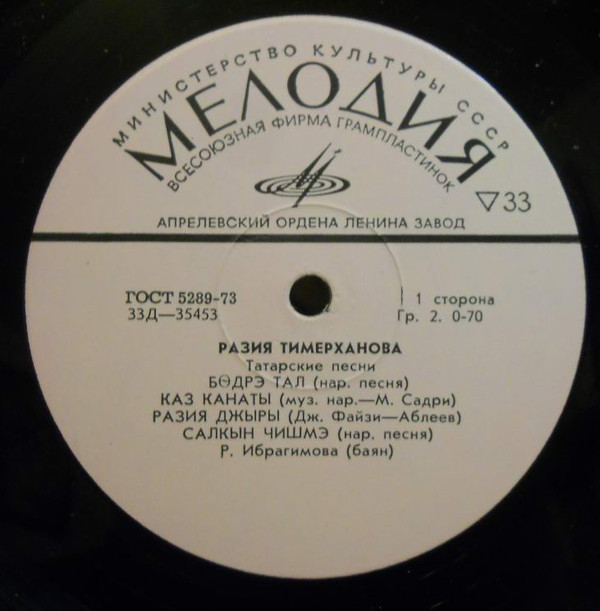 МИНИСТЕРСТВО КУЛЬТУРЫ СССР
МЕЛОДИЯ
ВСЕСОЮЗНАЯ ФИРМА ГРАМПЛАСТИНОК
▽33
АПРЕЛЕВСКИЙ ОРДЕНА ЛЕНИНА ЗАВОД
ГОСТ 5289-73
33Д—35453
1 сторона
Гр. 2. 0-70
РАЗИЯ ТИМЕРХАНОВА
Татарские песни
БӨДРЭ ТАЛ (нар. песня)
КАЗ КАНАТЫ (муз. нар.—М. Садри)
РАЗИЯ ДЖЫРЫ (Дж. Файзи—Аблеев)
САЛКЫН ЧИШМЭ (нар. песня)
Р. Ибрагимова (баян)